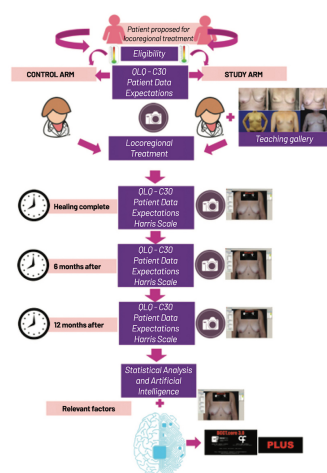 Patient proposed for
locoregional treatment
Eligibility
CONTROL ARM
QLQ - C30
Patient Data
Expectations
STUDY ARM
Teaching gallery
Locoregional
Treatment
Healing complete
QLQ - C30
Patient Data
Expectations
Harris Scale
6 months after
QLQ - C30
Patient Data
Expectations
Harris Scale
12 months after
QLQ - C30
Patient Data
Expectations
Harris Scale
Statistical Analysis
and Artificial
Intelligence
Relevant factors
PLUS